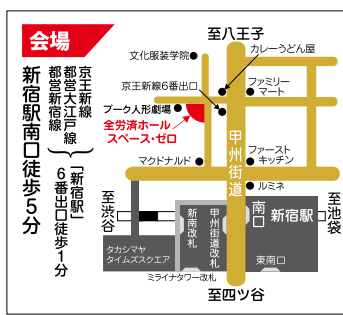 会場
京王新線
都営大江戸線
都営新宿線
「新宿駅」
6番出口徒歩1分
新宿駅南口徒歩5分
至八王子
文化服装学院
カレーうどん屋
京王新線6番出口
ファミリー
マート
プーク人形劇場
全労済ホール
スペース・ゼロ
甲州街道
マクドナルド
ファースト
キッチン
ルミネ
至渋谷
新南改札
甲州街道改札
南口
新宿駅
至池袋
タカシマヤ
タイムズスクエア
東南口
ミライナタワー改札
至四ツ谷